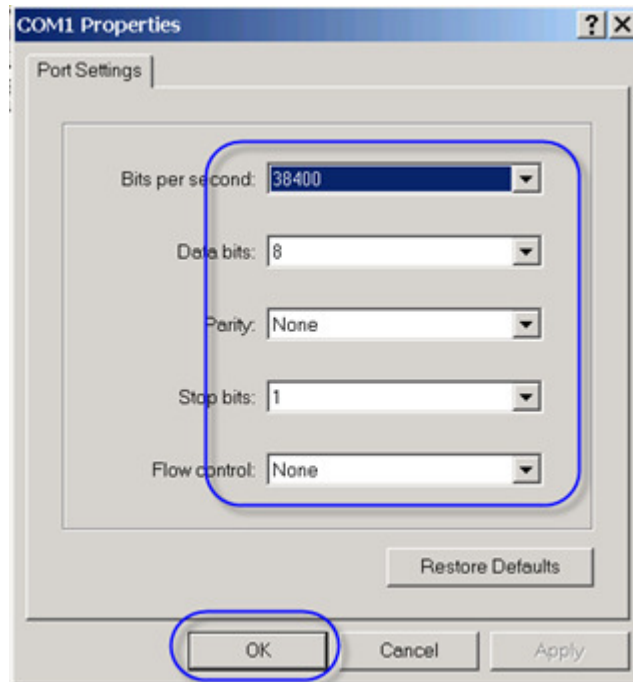 COM1 Properties
Port Settings
Bits per second: 38400
Data bits: 8
Parity: None
Stop bits: 1
Flow control: None
Restore Defaults
OK Cancel Apply